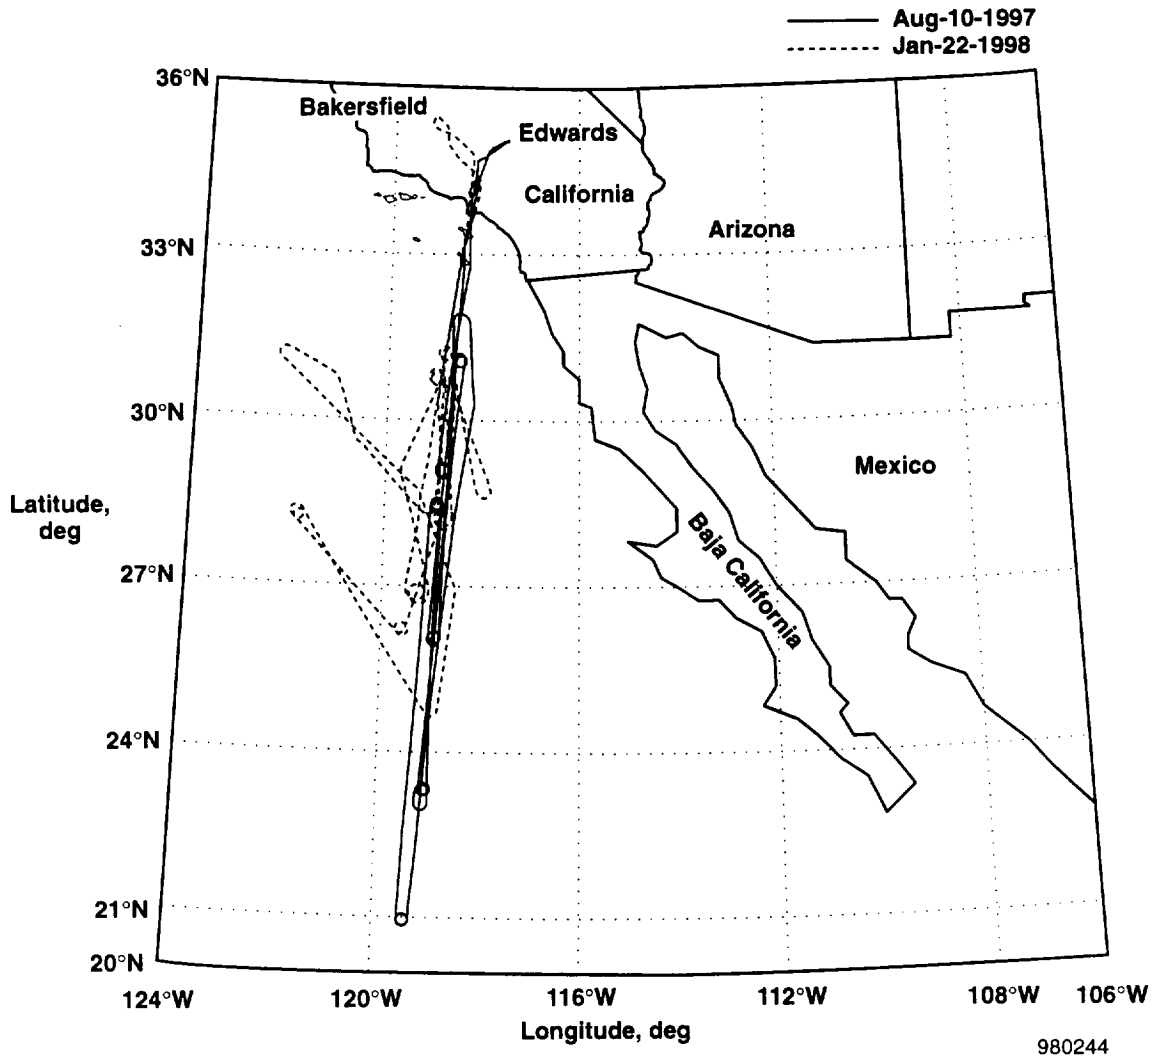 Aug-10-1997
Jan-22-1998
36°N
Bakersfield
Edwards
California
Arizona
33°N
30°N
Mexico
Latitude,
deg
Baja California
27°N
24°N
21°N
20°N
124°W
120°W
116°W
112°W
108°W
106°W
Longitude, deg
980244